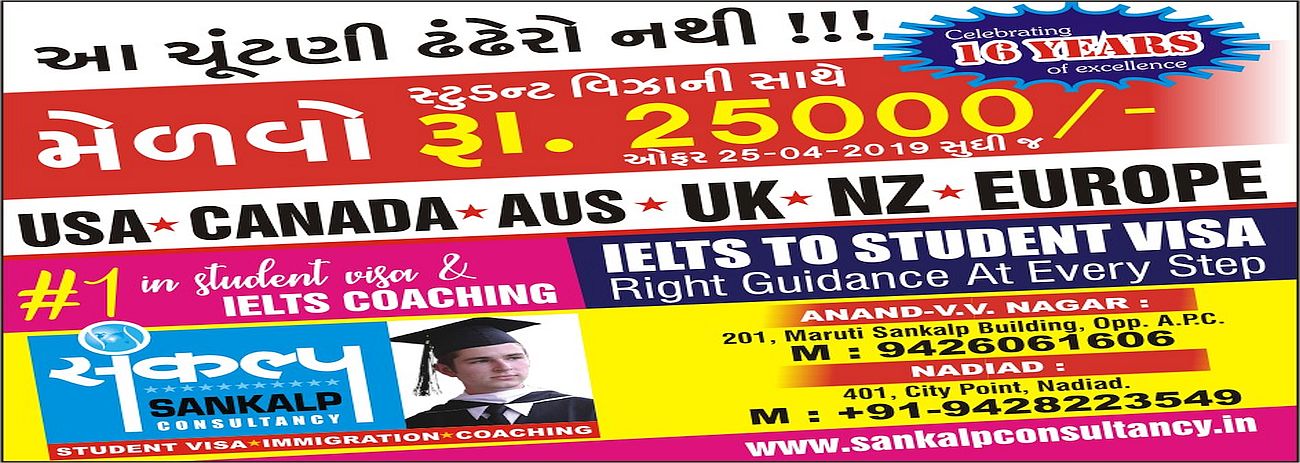 આ ચૂંટણી ઢંઢેરો નથી !!!
Celebrating
16 YEARS
of excellence
સ્ટુડન્ટ વિઝાની સાથે
મેળવો રૂા. 25000/-
ઓફર 25-04-2019 સુધી જ
USA ★ CANADA ★ AUS ★ UK ★ NZ ★ EUROPE
#1 in student visa &
IELTS COACHING
IELTS TO STUDENT VISA
Right Guidance At Every Step
સંકલ્પ
SANKALP
CONSULTANCY
STUDENT VISA★IMMIGRATION★COACHING
ANAND-V.V. NAGAR :
201, Maruti Sankalp Building, Opp. A.P.C.
M : 9426061606
NADIAD :
401, City Point, Nadiad.
M : +91-9428223549
www.sankalpconsultancy.in